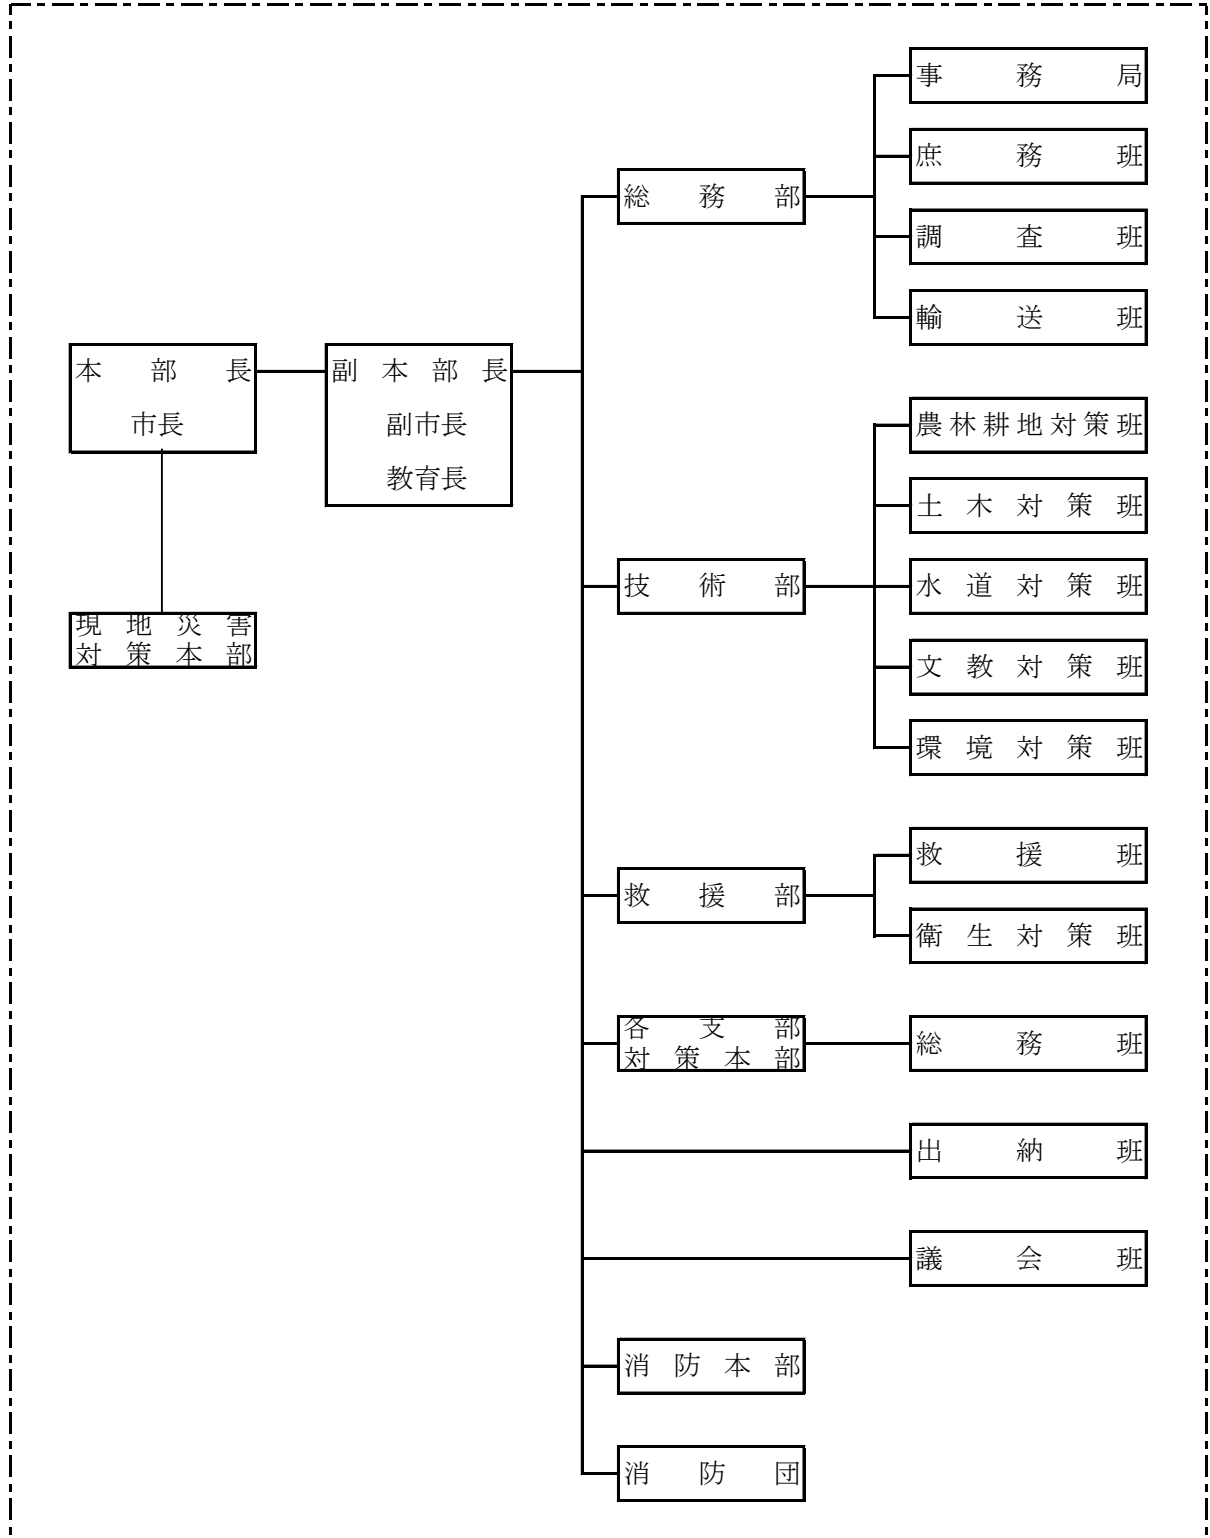 本部長
市長
現地災害
対策本部
副本部長
副市長
教育長
総務部
事務局
庶務班
調査班
輸送班
技術部
農林耕地対策班
土木対策班
水道対策班
文教対策班
環境対策班
救援部
救援班
衛生対策班
各支部
対策本部
総務班
出納班
議会班
消防本部
消防団